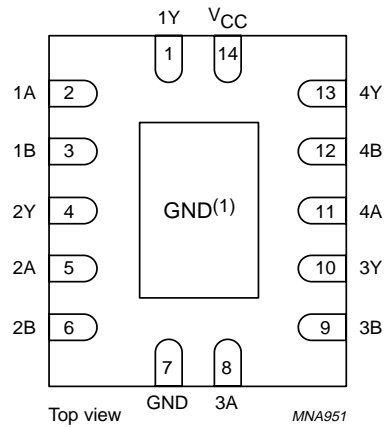 1Y VCC
1 14
1A 2 13 4Y
1B 3 12 4B
2Y 4 GND(1) 11 4A
2A 5 10 3Y
2B 6 9 3B
7 8
GND 3A
Top view MNA951